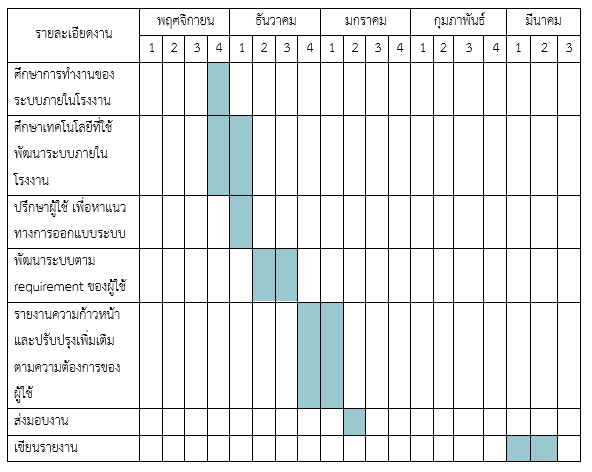 รายละเอียดงาน
พฤศจิกายน ธันวาคม มกราคม กุมภาพันธ์ มีนาคม
1 2 3 4 1 2 3 4 1 2 3 4 1 2 3 4 1 2 3
ศึกษาการทำงานของ
ระบบภายในโรงงาน
ศึกษาเทคโนโลยีที่ใช้
พัฒนาระบบภายใน
โรงงาน
ปรึกษาผู้ใช้ เพื่อหาแนว
ทางการออกแบบระบบ
พัฒนาระบบตาม
requirement ของผู้ใช้
รายงานความก้าวหน้า
และปรับปรุงเพิ่มเติม
ตามความต้องการของ
ผู้ใช้
ส่งมอบงาน
เขียนรายงาน